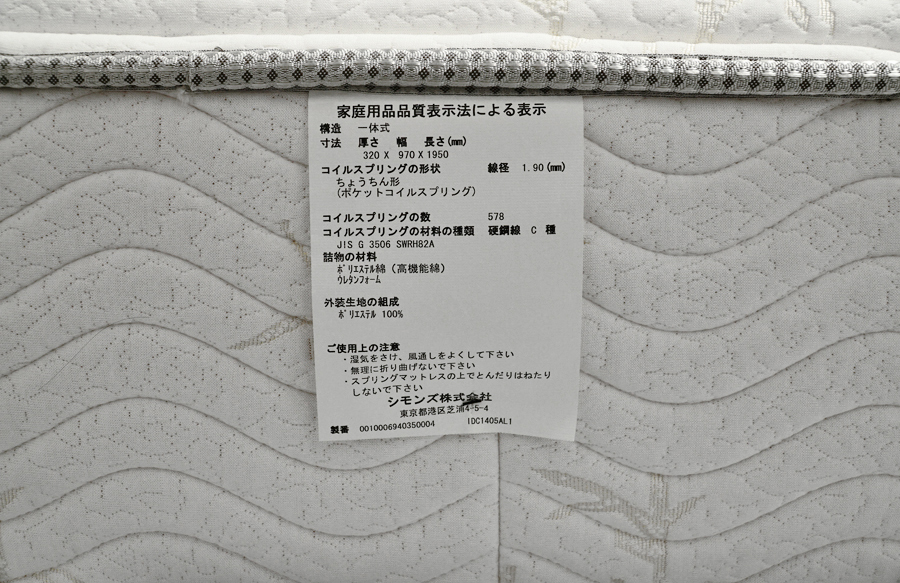 家庭用品品質表示法による表示
構造 一体式
寸法 厚さ 幅 長さ(mm)
320 X 970 X 1950
コイルスプリングの形状 線径 1.90(mm)
ちょうちん形
(ポケットコイルスプリング)
コイルスプリングの数 578
コイルスプリングの材料の種類 硬鋼線 C 種
JIS G 3506 SWRH82A
詰物の材料
ﾎﾟﾘｴｽﾃﾙ綿 (高機能綿)
ｳﾚﾀﾝﾌｫｰﾑ
外装生地の組成
ﾎﾟﾘｴｽﾃﾙ 100%
ご使用上の注意
・湿気をさけ、風通しをよくして下さい
・無理に折り曲げないで下さい
・スプリングマットレスの上でとんだりはねたり
しないで下さい
シモンズ株式会社
東京都港区芝浦4-5-4
製番 0010006940350004 IDC1405AL1